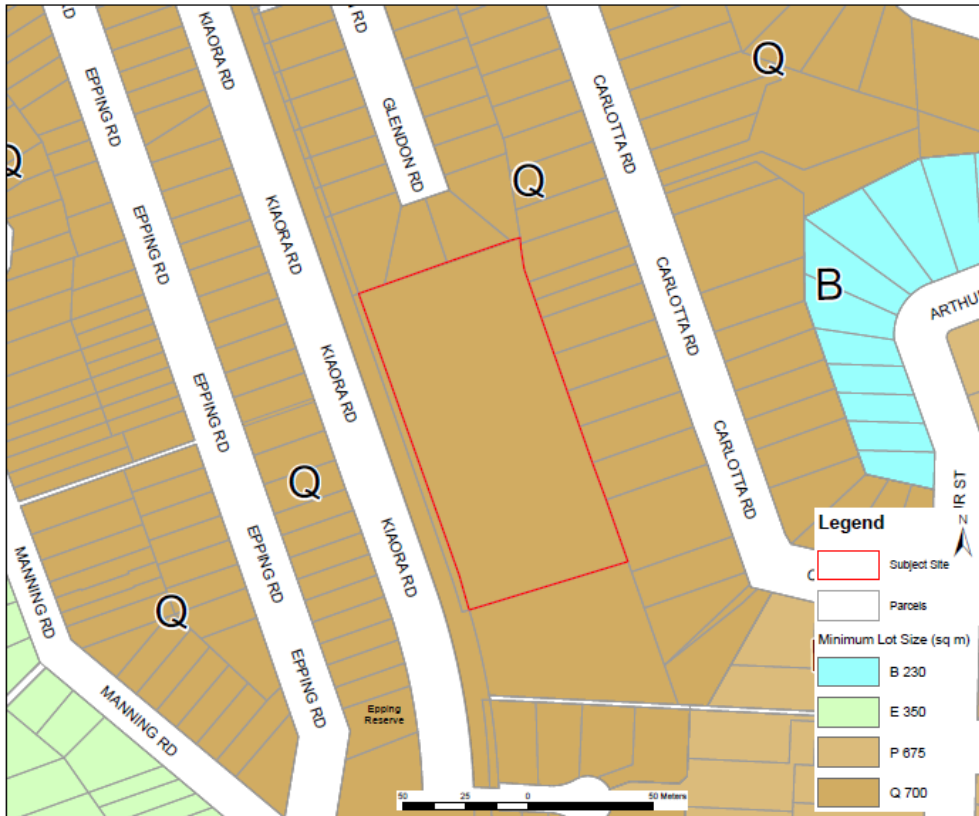 RD
KIAORA RD
RD
EPPING RD
GLENDON RD
CARLOTTA RD
Q
Q
Q
KIAORA RD
EPPING RD
CARLOTTA RD
B
ARTHU
KIAORA RD
EPPING RD
CARLOTTA RD
Q
KIAORA RD
EPPING RD
MANNING RD
Q
EPPING RD
MANNING RD
Epping
Reserve
IR ST
N
Legend
Subject Site
Parcels
Minimum Lot Size (sq m)
B 230
E 350
P 675
Q 700
50 25 0 50 Meters